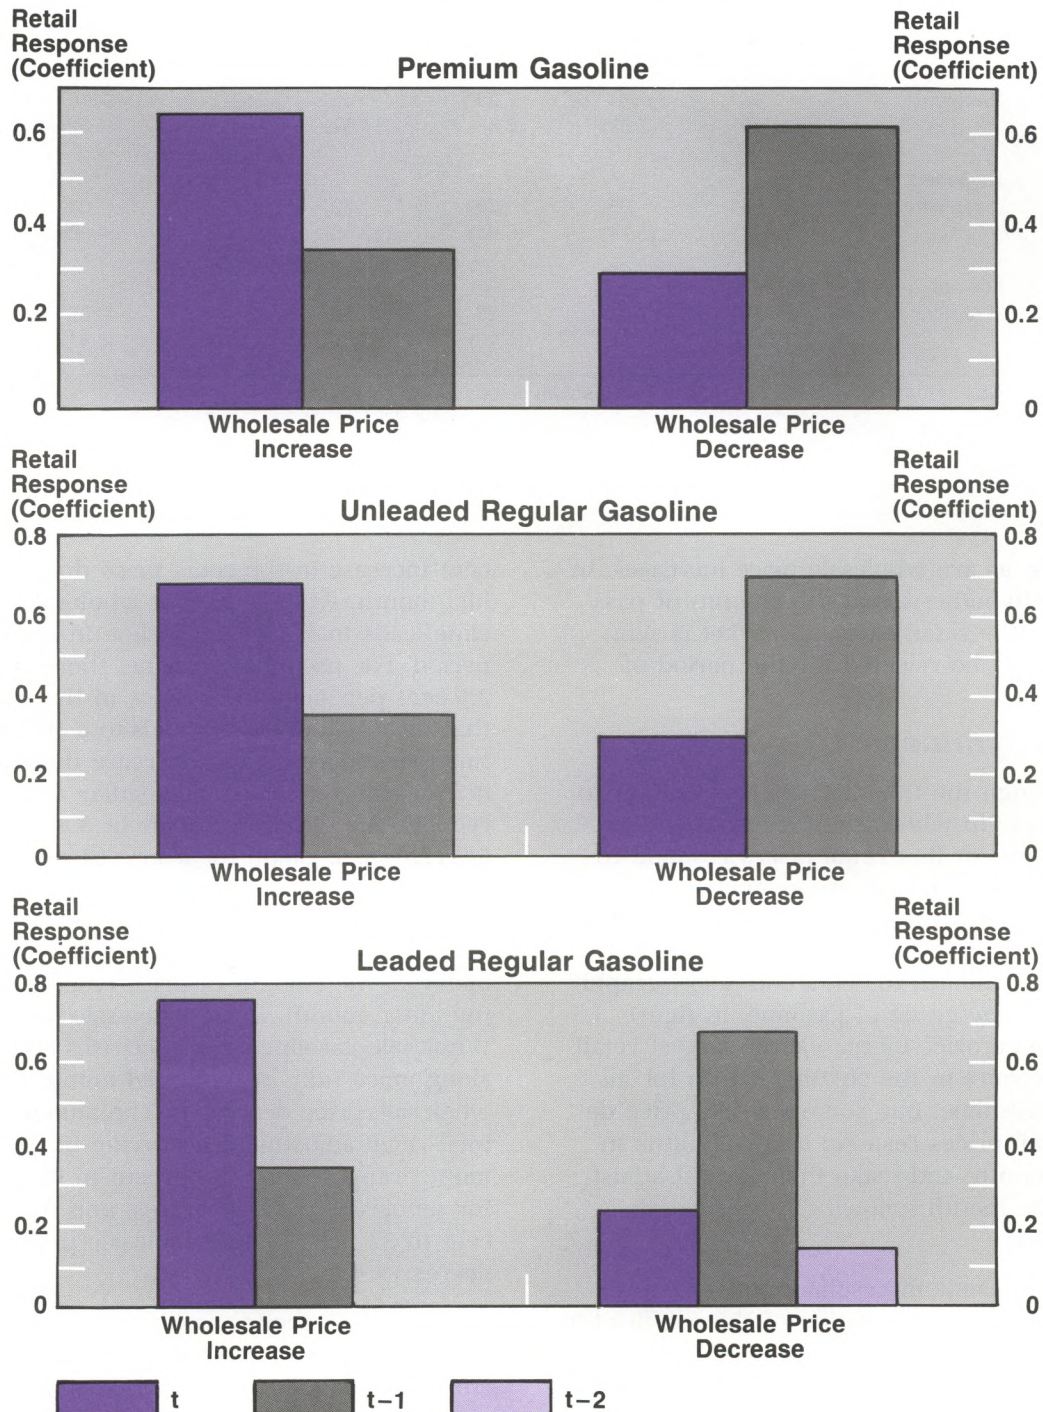 Retail
Response
(Coefficient)
Premium Gasoline
Retail
Response
(Coefficient)
0.6
0.4
0.2
0
0.6
0.4
0.2
0
Wholesale Price
Increase
Wholesale Price
Decrease
Retail
Response
(Coefficient)
Unleaded Regular Gasoline
Retail
Response
(Coefficient)
0.8
0.6
0.4
0.2
0
0.8
0.6
0.4
0.2
0
Wholesale Price
Increase
Wholesale Price
Decrease
Retail
Response
(Coefficient)
Leaded Regular Gasoline
Retail
Response
(Coefficient)
0.8
0.6
0.4
0.2
0
0.8
0.6
0.4
0.2
0
Wholesale Price
Increase
Wholesale Price
Decrease
t
t–1
t–2